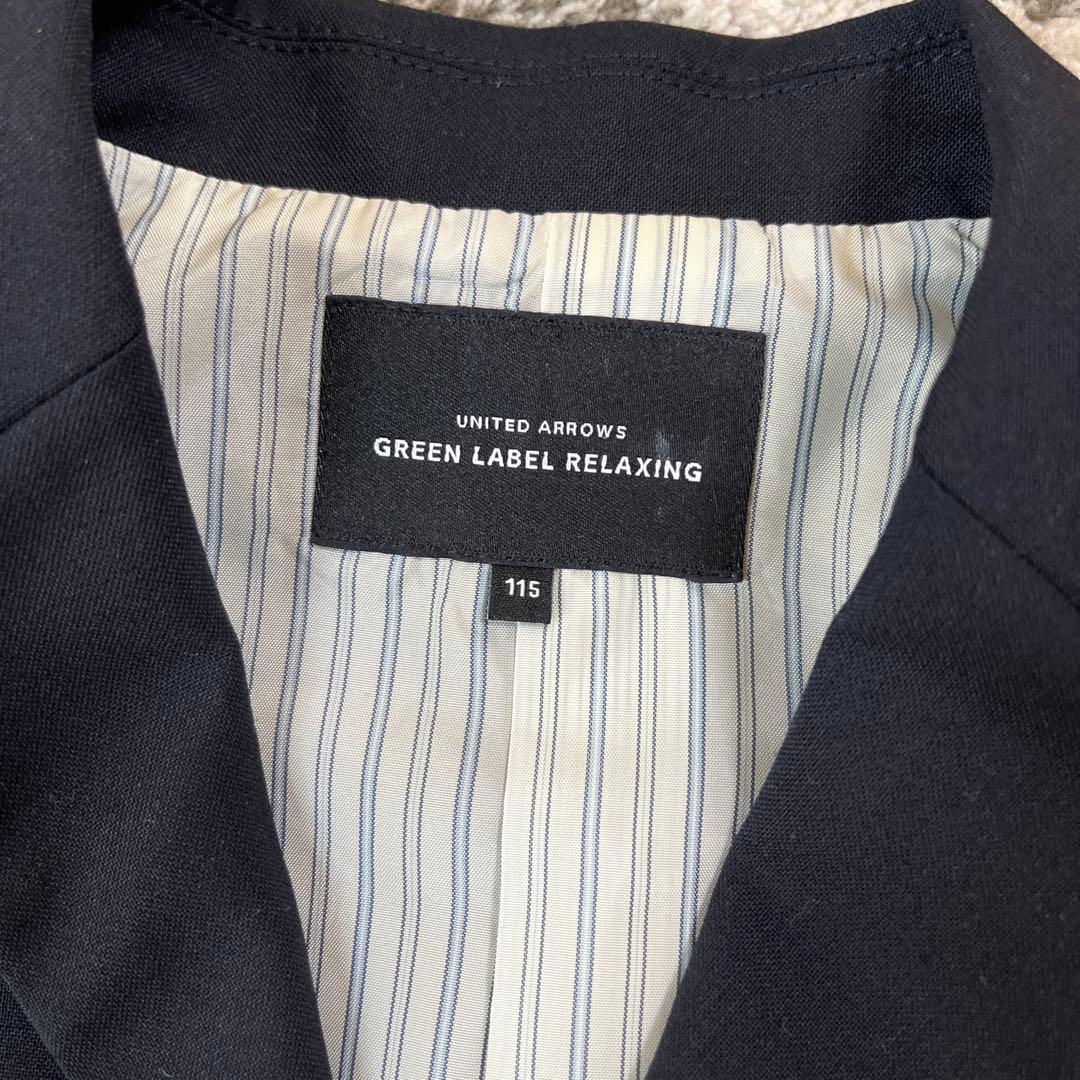 UNITED ARROWS
GREEN LABEL RELAXING
115